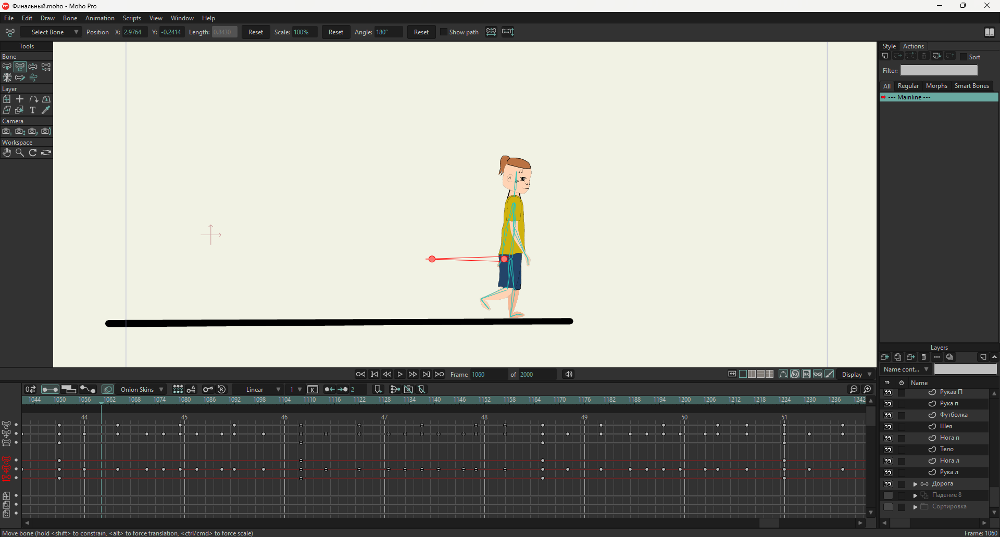 Финальный.moho - Moho Pro
File Edit Draw Bone Animation Scripts View Window Help
Select Bone Position X: 2.9764 Y: -0.2414 Length: 0.8430 Reset Scale: 100% Reset Angle: 180° Reset Show path
Tools
Bone
Layer
Camera
Workspace
Style Actions
Sort
Filter:
All Regular Morphs Smart Bones
--- Mainline ---
Layers
Name cont...
Name
Рукав П
Рука п
Футболка
Шея
Нога п
Тело
Нога л
Рука л
Дорога
Падение 8
Сортировка
Frame 1060 of 2000 Display
Onion Skins Linear 1 K 2
1044 1050 1056 1062 1068 1074 1080 1086 1092 1098 1104 1110 1116 1122 1128 1134 1140 1146 1152 1158 1164 1170 1176 1182 1188 1194 1200 1206 1212 1218 1224 1230 1236 1242
44 45 46 47 48 49 50 51
Move bone (hold <shift> to constrain, <alt> to force translation, <ctrl/cmd> to force scale) Frame: 1060